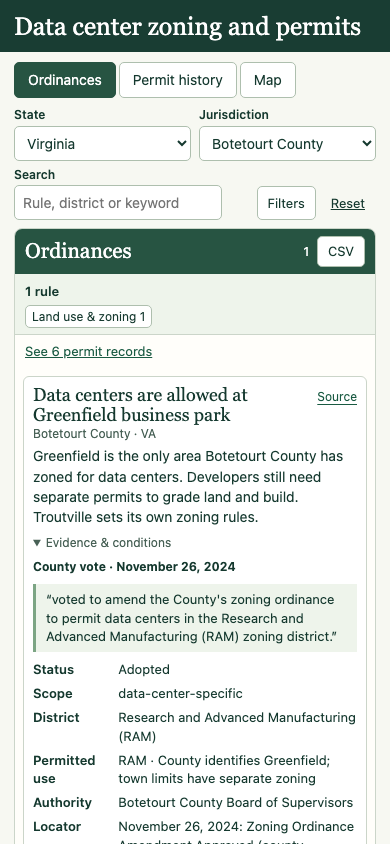 Data center zoning and permits
Ordinances
Permit history
Map
State
Jurisdiction
Virginia
Botetourt County
Search
Rule, district or keyword
Filters
Reset
Ordinances
1
CSV
1 rule
Land use & zoning 1
See 6 permit records
Data centers are allowed at
Greenfield business park
Source
Botetourt County · VA
Greenfield is the only area Botetourt County has
zoned for data centers. Developers still need
separate permits to grade land and build.
Troutville sets its own zoning rules.
▼ Evidence & conditions
County vote · November 26, 2024
“voted to amend the County's zoning ordinance
to permit data centers in the Research and
Advanced Manufacturing (RAM) zoning district.”
Status
Adopted
Scope
data-center-specific
District
Research and Advanced Manufacturing
(RAM)
Permitted
use
RAM · County identifies Greenfield;
town limits have separate zoning
Authority
Botetourt County Board of Supervisors
Locator
November 26, 2024: Zoning Ordinance
Amendment Approved (county